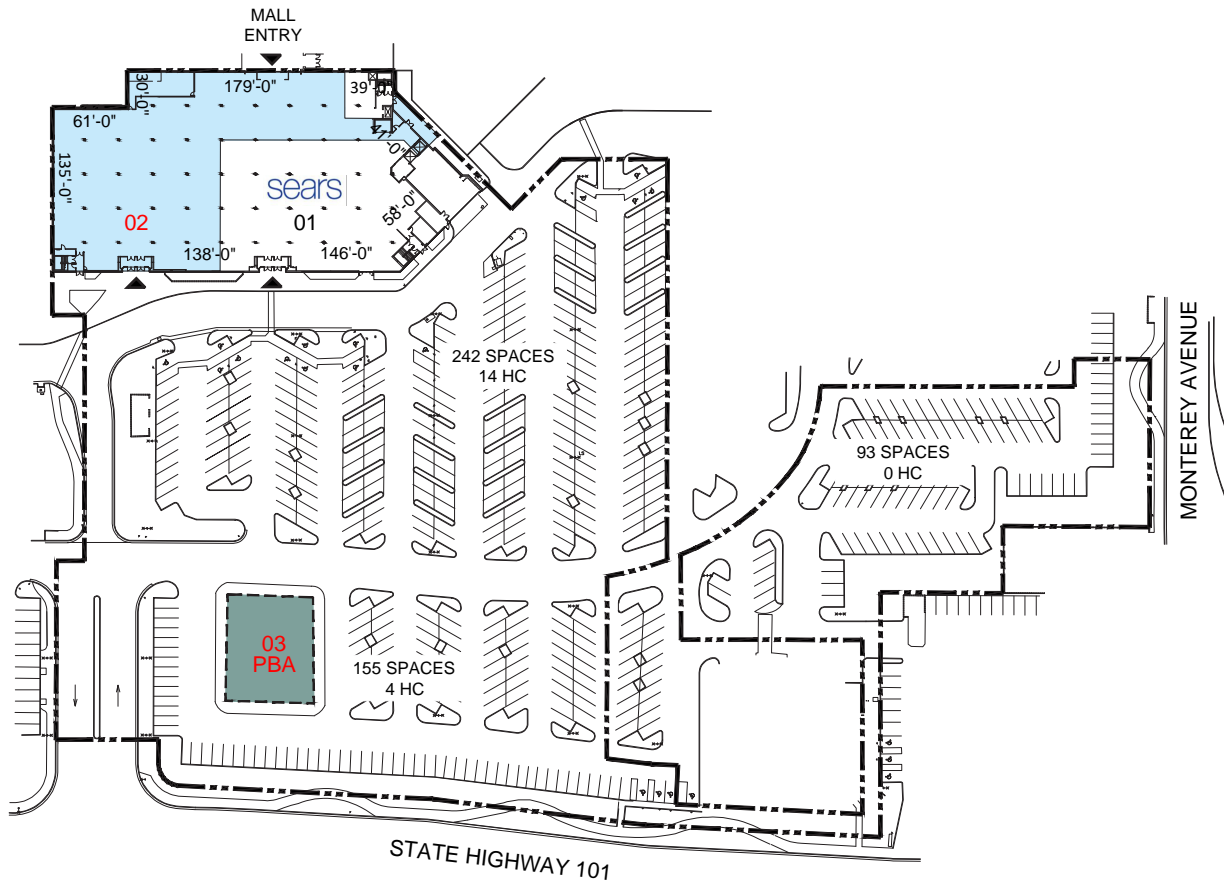 MALL
ENTRY
30'-0"
179'-0"
39'-
61'-0"
135'-0"
sears
02
01
58'-0"
138'-0"
146'-0"
242 SPACES
14 HC
93 SPACES
0 HC
MONTEREY AVENUE
03
PBA
155 SPACES
4 HC
LS
STATE HIGHWAY 101